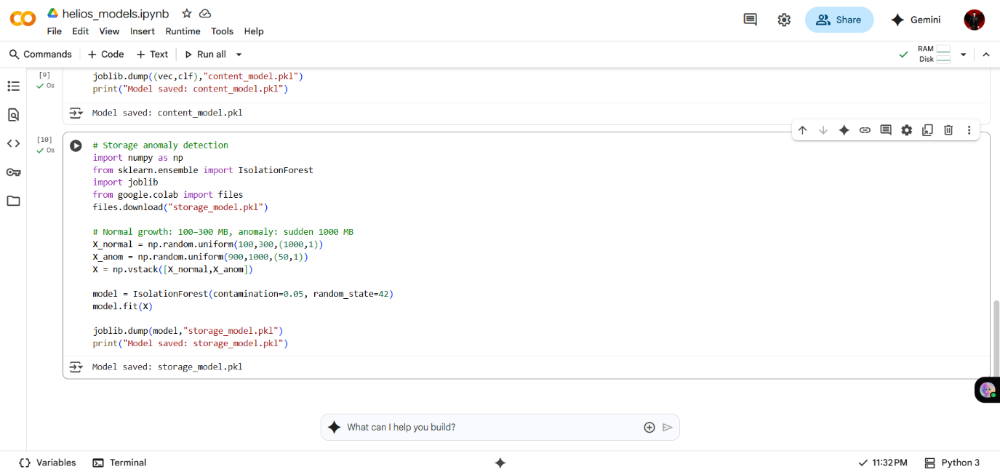 helios_models.ipynb
File Edit View Insert Runtime Tools Help
Share
Gemini
Commands + Code + Text Run all
RAM
Disk
[9]
0s
joblib.dump((vec,clf),"content_model.pkl")
print("Model saved: content_model.pkl")
Model saved: content_model.pkl
[10]
0s
# Storage anomaly detection
import numpy as np
from sklearn.ensemble import IsolationForest
import joblib
from google.colab import files
files.download("storage_model.pkl")
# Normal growth: 100–300 MB, anomaly: sudden 1000 MB
X_normal = np.random.uniform(100,300,(1000,1))
X_anom = np.random.uniform(900,1000,(50,1))
X = np.vstack([X_normal,X_anom])
model = IsolationForest(contamination=0.05, random_state=42)
model.fit(X)
joblib.dump(model,"storage_model.pkl")
print("Model saved: storage_model.pkl")
Model saved: storage_model.pkl
What can I help you build?
{} Variables Terminal
11:32 PM Python 3